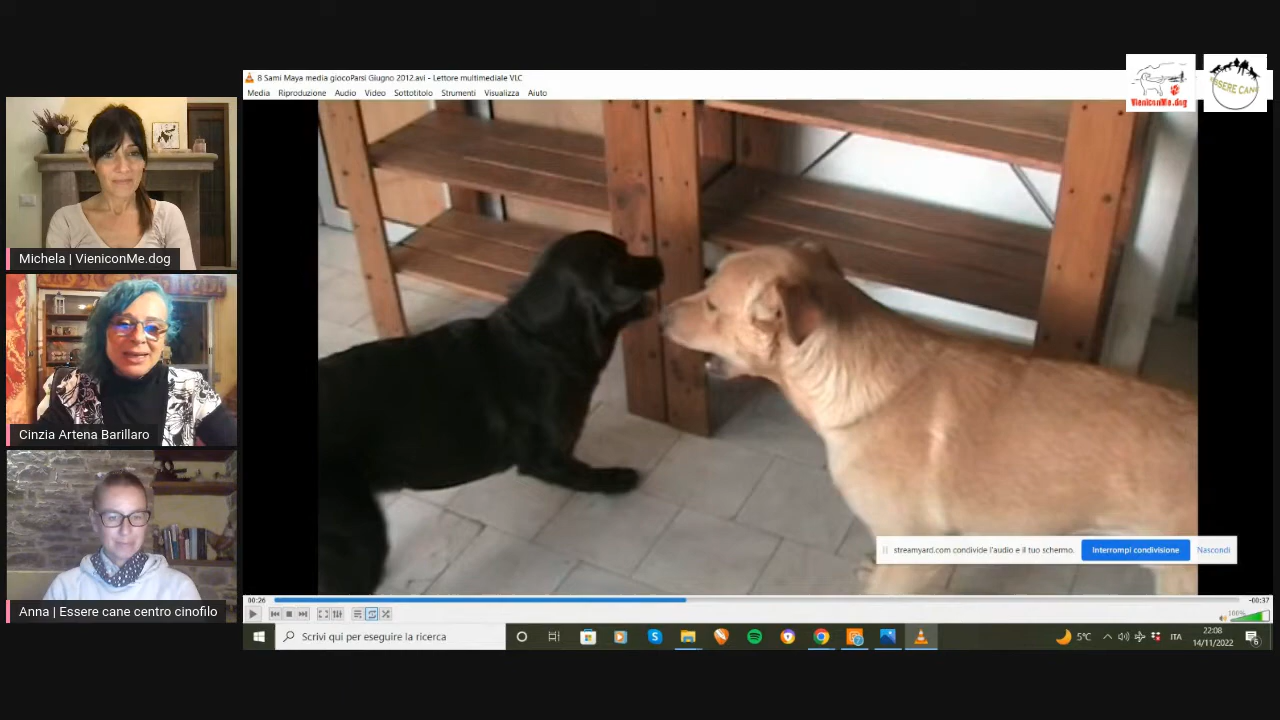 8 Sami Maya media giocoParsi Giugno 2012.avi - Lettore multimediale VLC
Media Riproduzione Audio Video Sottotitolo Strumenti Visualizza Aiuto
VieniconMe.dog
ESSERE CANE
Michela | VieniconMe.dog
Cinzia Artena Barillaro
Anna | Essere cane centro cinofilo
streamyard.com condivide l'audio e il tuo schermo.
Interrompi condivisione
Nascondi
00:26
-00:37
100%
Scrivi qui per eseguire la ricerca
5°C
ITA
22:08
14/11/2022
6